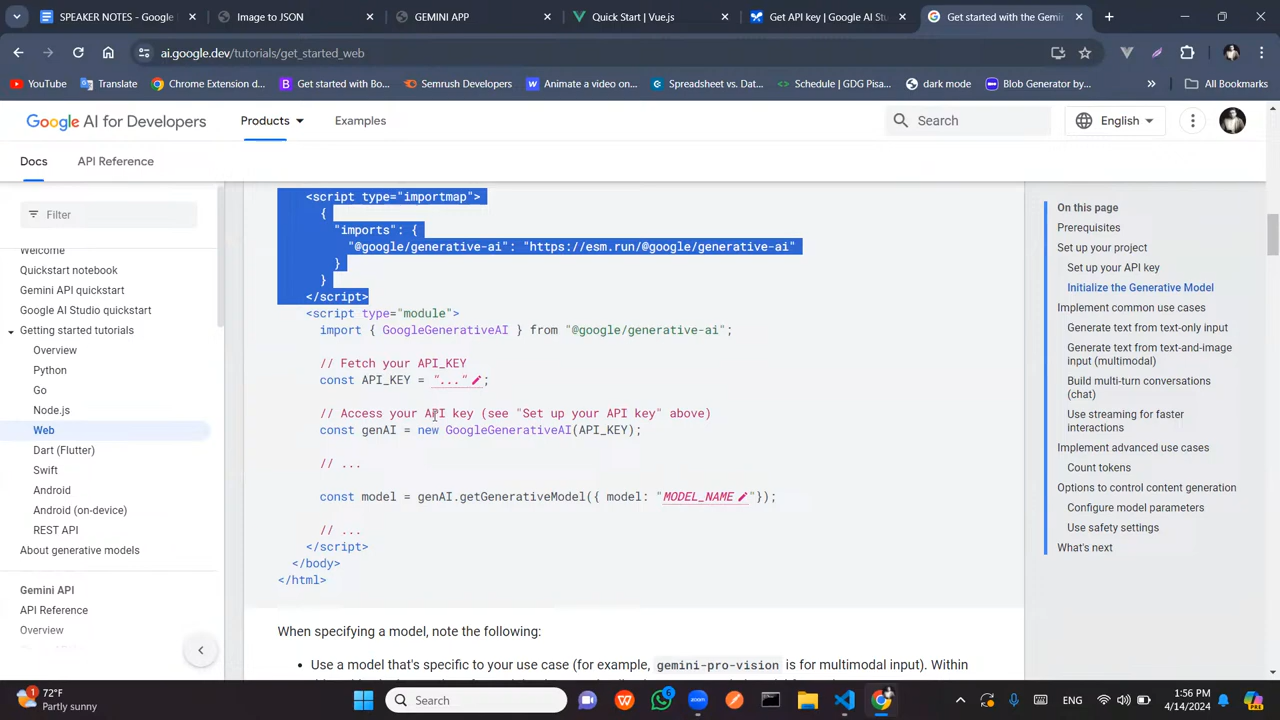 SPEAKER NOTES - Google
Image to JSON
GEMINI APP
Quick Start | Vue.js
Get API key | Google AI Stu
Get started with the Gemin
ai.google.dev/tutorials/get_started_web
YouTube
Translate
Chrome Extension d...
Get started with Bo...
Semrush Developers
Animate a video on...
Spreadsheet vs. Dat...
Schedule | GDG Pisa...
dark mode
Blob Generator by...
All Bookmarks
Google AI for Developers
Products
Examples
Search
English
Docs
API Reference
Filter
Welcome
Quickstart notebook
Gemini API quickstart
Google AI Studio quickstart
Getting started tutorials
Overview
Python
Go
Node.js
Web
Dart (Flutter)
Swift
Android
Android (on-device)
REST API
About generative models
Gemini API
API Reference
Overview
<script type="importmap">
{
"imports": {
"@google/generative-ai": "https://esm.run/@google/generative-ai"
}
}
</script>
<script type="module">
import { GoogleGenerativeAI } from "@google/generative-ai";
// Fetch your API_KEY
const API_KEY = "...";
// Access your API key (see "Set up your API key" above)
const genAI = new GoogleGenerativeAI(API_KEY);
// ...
const model = genAI.getGenerativeModel({ model: "MODEL_NAME"});
// ...
</script>
</body>
</html>
When specifying a model, note the following:
• Use a model that's specific to your use case (for example, gemini-pro-vision is for multimodal input). Within
On this page
Prerequisites
Set up your project
Set up your API key
Initialize the Generative Model
Implement common use cases
Generate text from text-only input
Generate text from text-and-image
input (multimodal)
Build multi-turn conversations
(chat)
Use streaming for faster
interactions
Implement advanced use cases
Count tokens
Options to control content generation
Configure model parameters
Use safety settings
What's next
1
72°F
Partly sunny
Search
6
zoom
ENG
1:56 PM
4/14/2024